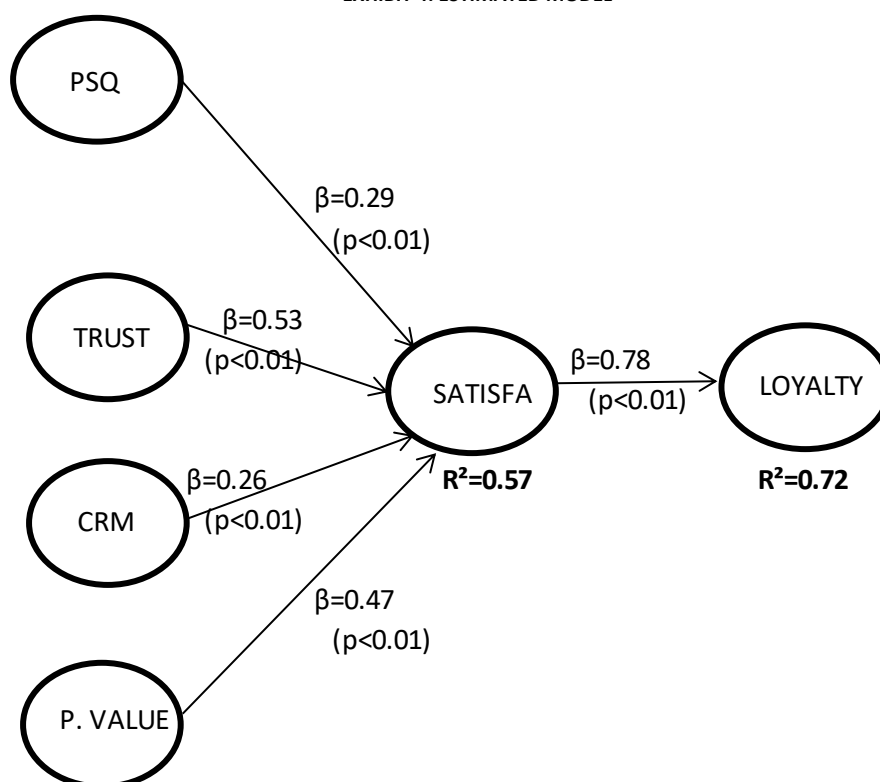 PSQ
β=0.29
(p<0.01)
TRUST
β=0.53
(p<0.01)
SATISFA
R²=0.57
β=0.78
(p<0.01)
LOYALTY
R²=0.72
CRM
β=0.26
(p<0.01)
β=0.47
(p<0.01)
P. VALUE